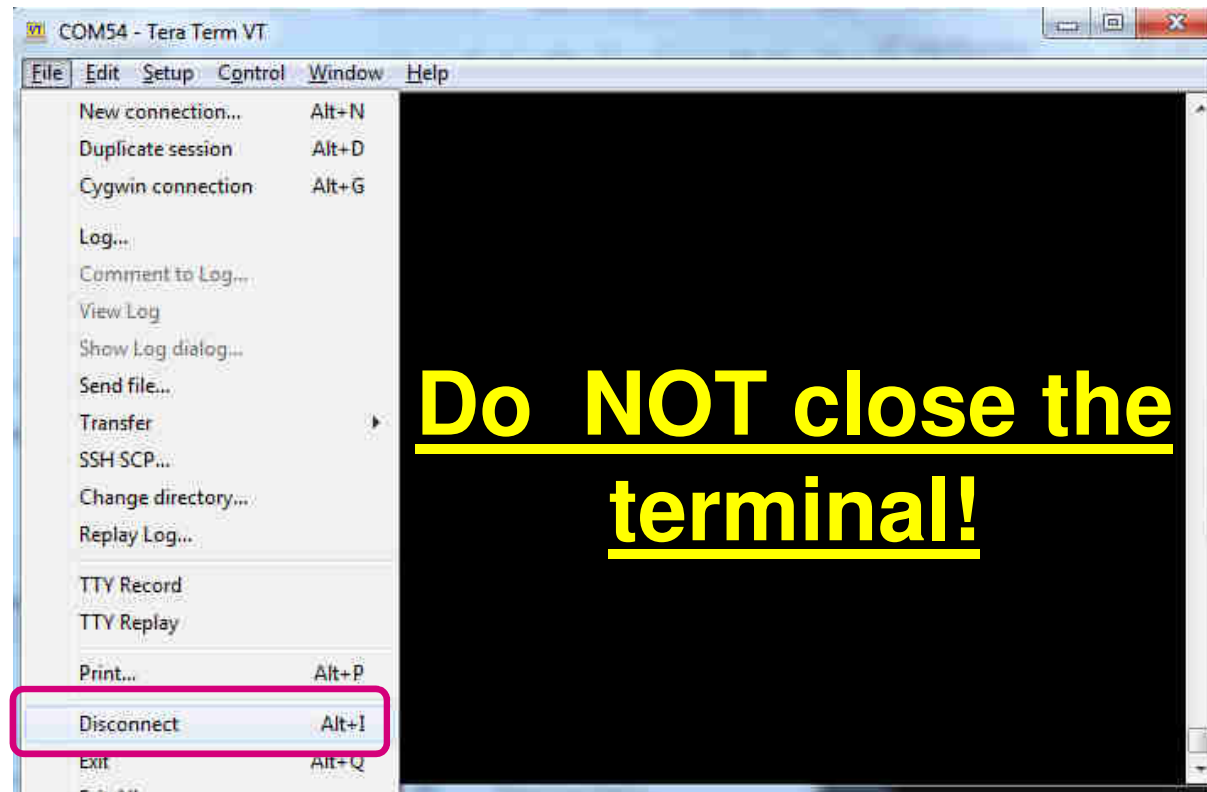 COM54 - Tera Term VT
File Edit Setup Control Window Help
New connection... Alt+N
Duplicate session Alt+D
Cygwin connection Alt+G
Log...
Comment to Log...
View Log
Show Log dialog...
Send file...
Transfer
SSH SCP...
Change directory...
Replay Log...
TTY Record
TTY Replay
Print... Alt+P
Disconnect Alt+I
Exit Alt+Q
Do NOT close the
terminal!